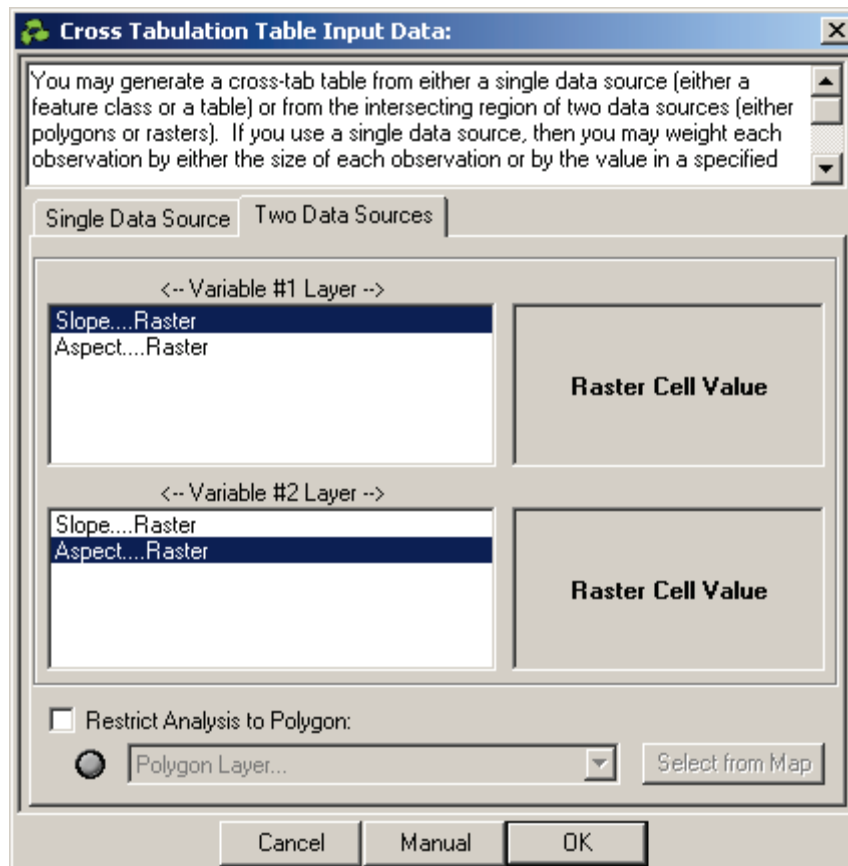 Cross Tabulation Table Input Data:
You may generate a cross-tab table from either a single data source (either a
feature class or a table) or from the intersecting region of two data sources (either
polygons or rasters).  If you use a single data source, then you may weight each
observation by either the size of each observation or by the value in a specified
Single Data Source
Two Data Sources
<-- Variable #1 Layer -->
Slope....Raster
Aspect....Raster
Raster Cell Value
<-- Variable #2 Layer -->
Slope....Raster
Aspect....Raster
Raster Cell Value
Restrict Analysis to Polygon:
Polygon Layer...
Select from Map
Cancel
Manual
OK